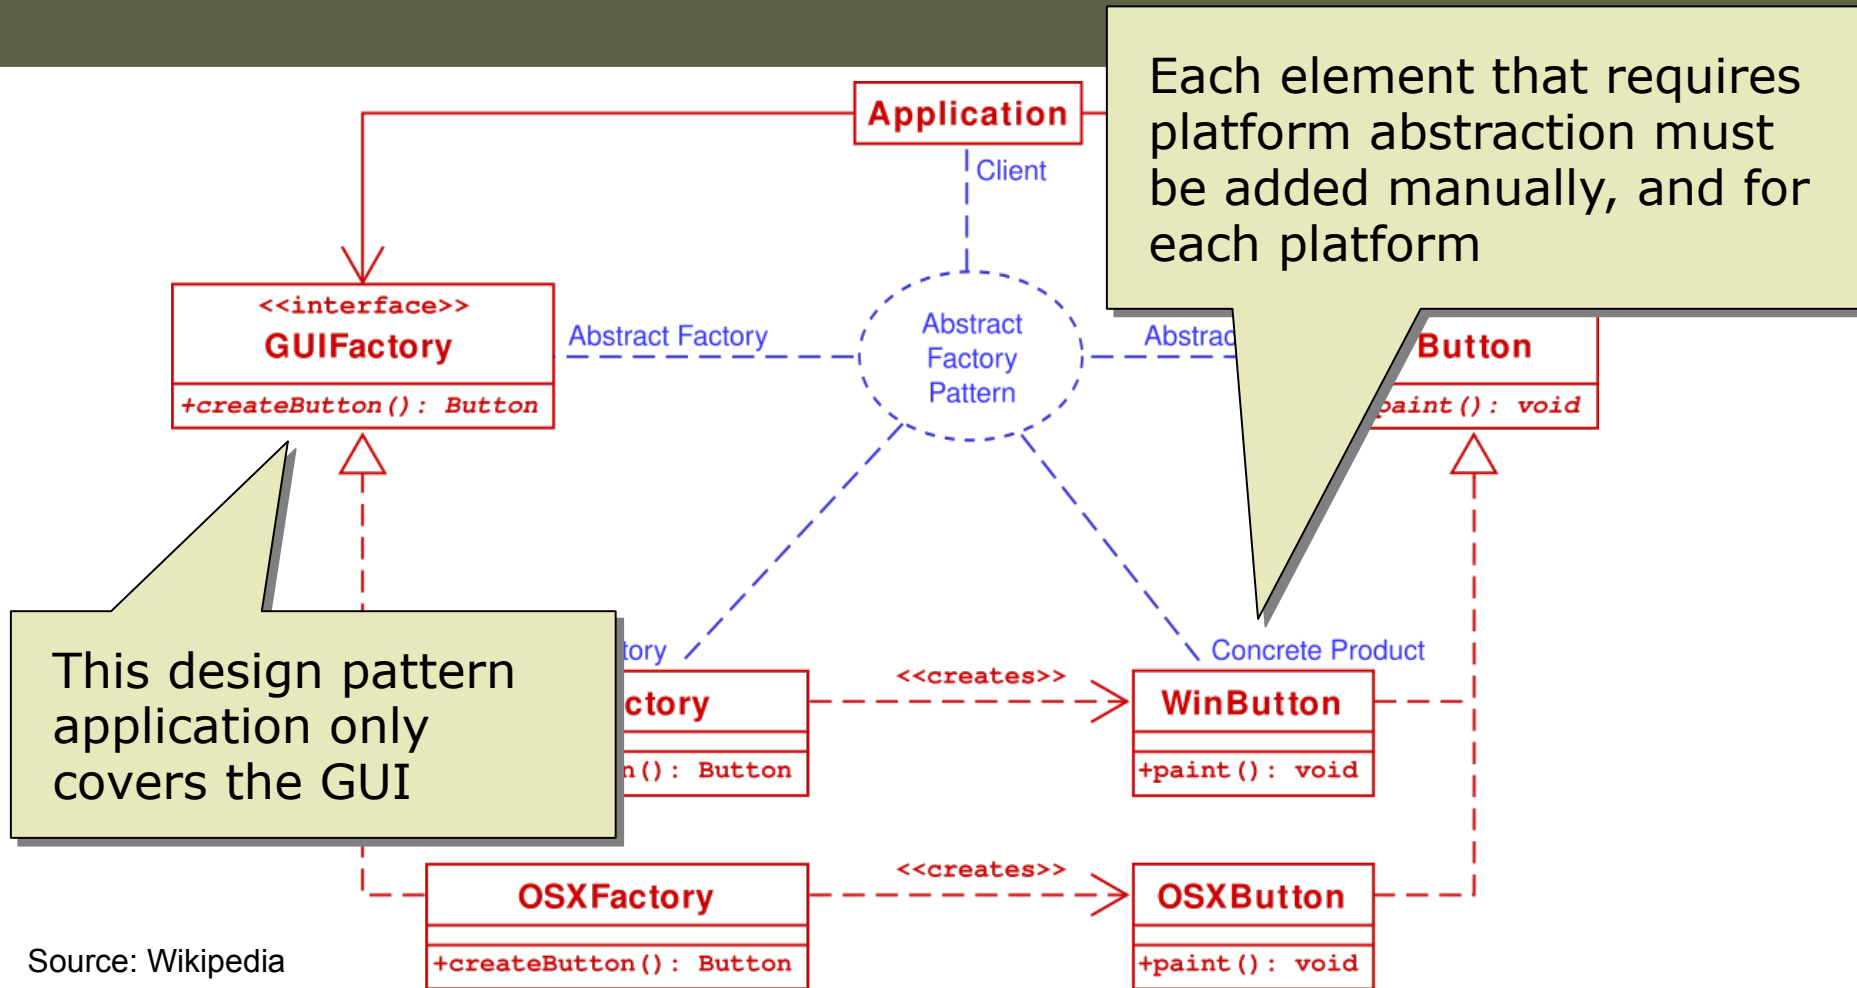 Each element that requires
platform abstraction must
be added manually, and for
each platform
Application
Client
<<interface>>
GUIFactory
+createButton(): Button
Abstract Factory
Abstract
Factory
Pattern
Button
paint(): void
This design pattern
application only
covers the GUI
<<creates>>
Concrete Product
WinButton
+paint(): void
Button
OSXFactory
+createButton(): Button
<<creates>>
OSXButton
+paint(): void
Source: Wikipedia